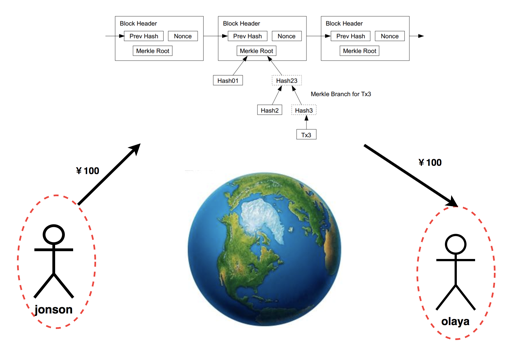 Block Header
Block Header
Block Header
Prev Hash
Nonce
Prev Hash
Nonce
Prev Hash
Nonce
Merkle Root
Merkle Root
Merkle Root
Hash01
Hash23
Merkle Branch for Tx3
Hash2
Hash3
Tx3
¥ 100
¥100
jonson
olaya